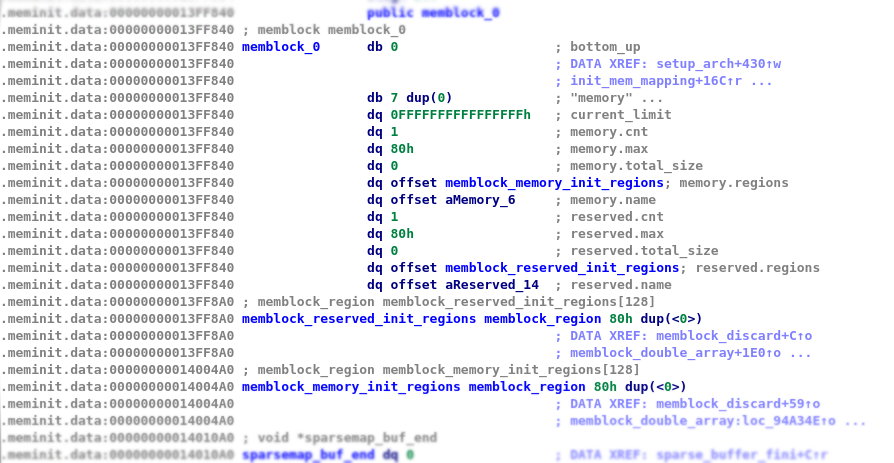 .meminit.data:00000000013FF840 public memblock_0
.meminit.data:00000000013FF840 ; memblock memblock_0
.meminit.data:00000000013FF840 memblock_0 db 0 ; bottom_up
.meminit.data:00000000013FF840 ; DATA XREF: setup_arch+430↑w
.meminit.data:00000000013FF840 ; init_mem_mapping+16C↑r ...
.meminit.data:00000000013FF840 db 7 dup(0) ; "memory" ...
.meminit.data:00000000013FF840 dq 0FFFFFFFFFFFFFFFFh ; current_limit
.meminit.data:00000000013FF840 dq 1 ; memory.cnt
.meminit.data:00000000013FF840 dq 80h ; memory.max
.meminit.data:00000000013FF840 dq 0 ; memory.total_size
.meminit.data:00000000013FF840 dq offset memblock_memory_init_regions; memory.regions
.meminit.data:00000000013FF840 dq offset aMemory_6 ; memory.name
.meminit.data:00000000013FF840 dq 1 ; reserved.cnt
.meminit.data:00000000013FF840 dq 80h ; reserved.max
.meminit.data:00000000013FF840 dq 0 ; reserved.total_size
.meminit.data:00000000013FF840 dq offset memblock_reserved_init_regions; reserved.regions
.meminit.data:00000000013FF840 dq offset aReserved_14 ; reserved.name
.meminit.data:00000000013FF8A0 ; memblock_region memblock_reserved_init_regions[128]
.meminit.data:00000000013FF8A0 memblock_reserved_init_regions memblock_region 80h dup(<0>)
.meminit.data:00000000013FF8A0 ; DATA XREF: memblock_discard+C↑o
.meminit.data:00000000013FF8A0 ; memblock_double_array+1E0↑o ...
.meminit.data:00000000014004A0 ; memblock_region memblock_memory_init_regions[128]
.meminit.data:00000000014004A0 memblock_memory_init_regions memblock_region 80h dup(<0>)
.meminit.data:00000000014004A0 ; DATA XREF: memblock_discard+59↑o
.meminit.data:00000000014004A0 ; memblock_double_array:loc_94A34E↑o ...
.meminit.data:00000000014010A0 ; void *sparsemap_buf_end
.meminit.data:00000000014010A0 sparsemap_buf_end dq 0 ; DATA XREF: sparse_buffer_fini+C↑r